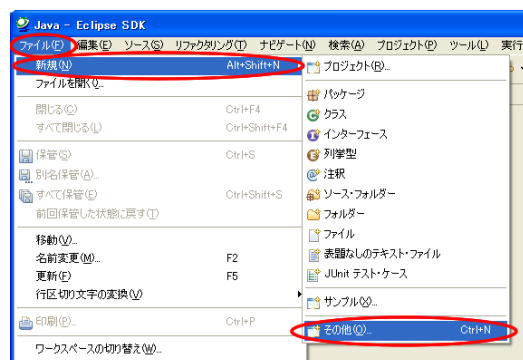 Java - Eclipse SDK
ファイル(F) 編集(E) ソース(S) リファクタリング(T) ナビゲート(N) 検索(A) プロジェクト(P) ツール(L) 実行
新規(N) Alt+Shift+N
ファイルを開く(.)...
閉じる(C) Ctrl+F4
すべて閉じる(L) Ctrl+Shift+F4
保管(S) Ctrl+S
別名保管(A)...
すべて保管(E) Ctrl+Shift+S
前回保管した状態に戻す(T)
移動(V)...
名前変更(M)... F2
更新(F) F5
行区切り文字の変換(V)
印刷(P)... Ctrl+P
ワークスペースの切り替え(W)...
プロジェクト(R)...
パッケージ
クラス
インターフェース
列挙型
注釈
ソース・フォルダー
フォルダー
ファイル
表題なしのテキスト・ファイル
JUnit テスト・ケース
サンプル(X)...
その他(O)... Ctrl+N